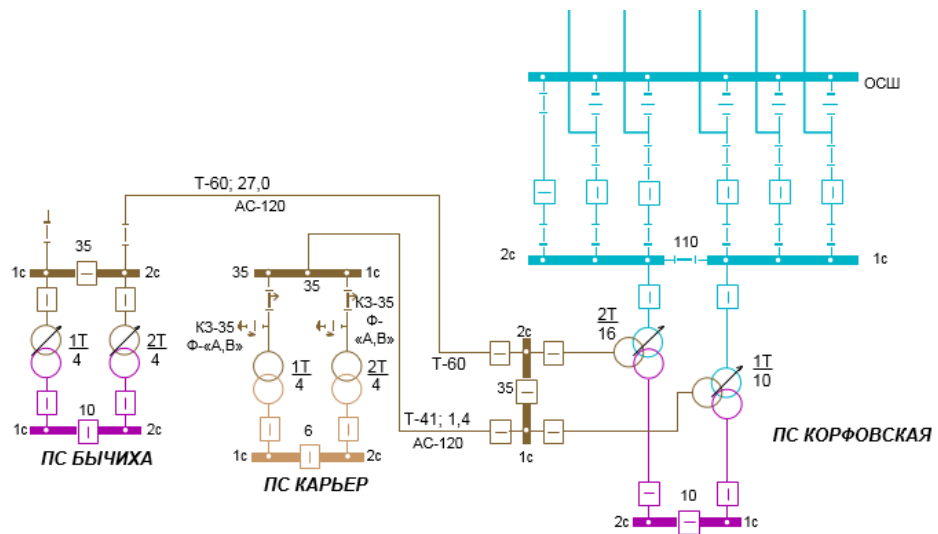 ОСШ
Т-60; 27,0
АС-120
35
1с
2с
1Т
4
2Т
4
10
1с
2с
ПС БЫЧИХА
35
35
1с
КЗ-35
Ф-«А,В»
КЗ-35
Ф-
«А,В»
1Т
4
2Т
4
6
1с
2с
ПС КАРЬЕР
Т-60
Т-41; 1,4
АС-120
2с
35
1с
2с
110
1с
2Т
16
1Т
10
ПС КОРФОВСКАЯ
10
2с
1с